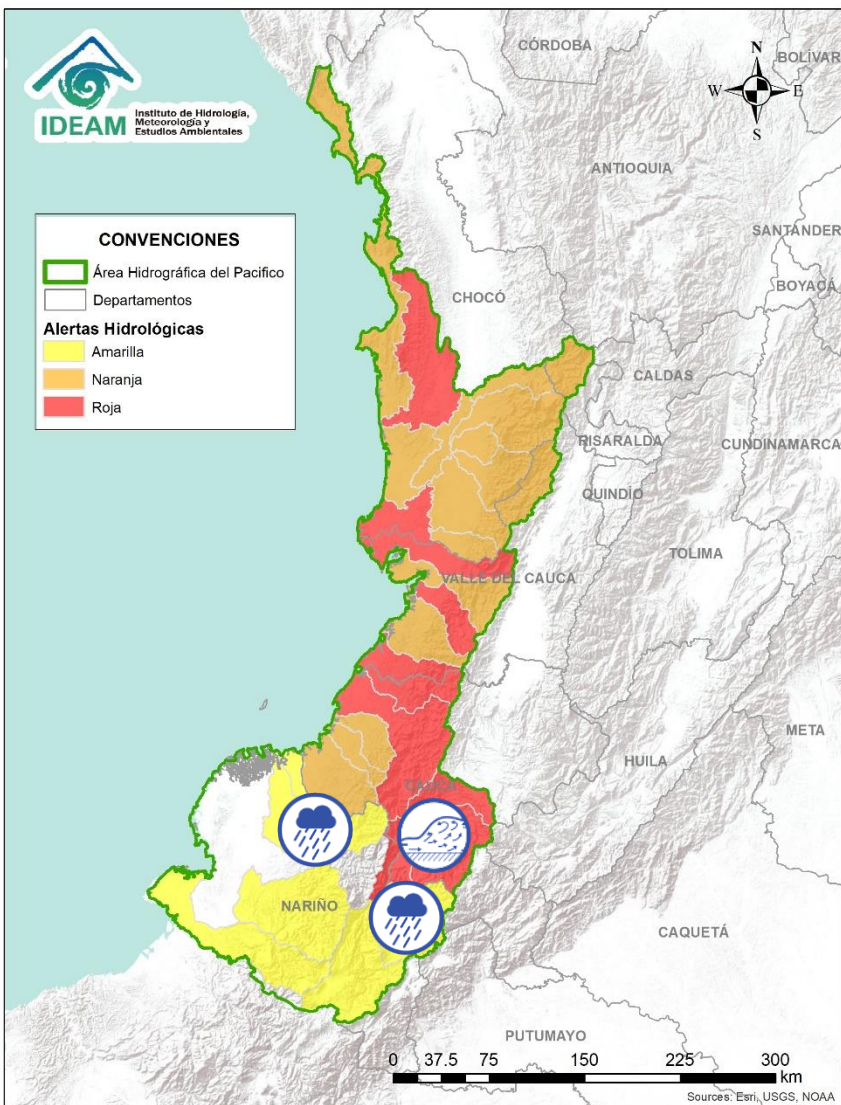 IDEAM
Instituto de Hidrología,
Meteorología y
Estudios Ambientales
CÓRDOBA
BOLÍVAR
N
W
E
S
ANTIOQUIA
SANTANDER
BOYACÁ
CONVENCIONES
Área Hidrográfica del Pacifico
Departamentos
Alertas Hidrológicas
Amarilla
Naranja
Roja
CHOCÓ
CALDAS
RISARALDA
CUNDINAMARCA
QUINDÍO
TOLIMA
VALLE DEL CAUCA
META
HUILA
CAUCA
NARIÑO
CAQUETÁ
PUTUMAYO
0 37.5 75 150 225 300
km
Sources: Esri, USGS, NOAA